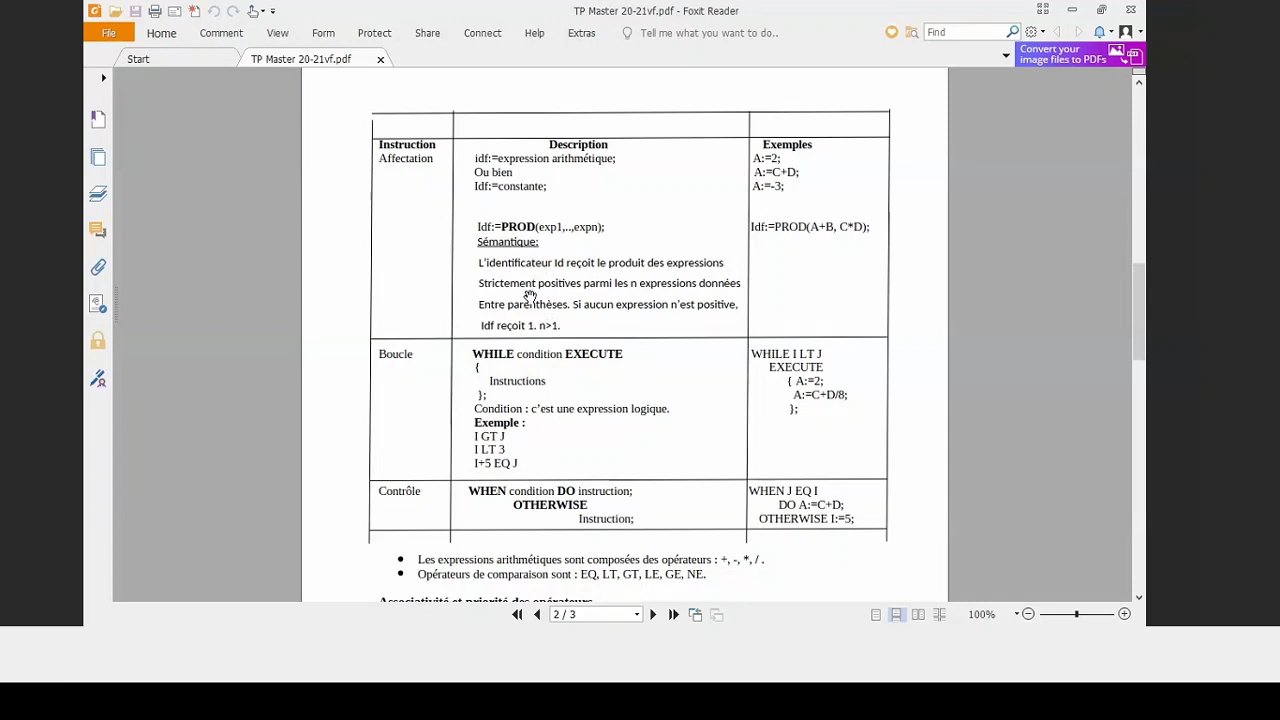 TP Master 20-21vf.pdf - Foxit Reader
File Home Comment View Form Protect Share Connect Help Extras Tell me what you want to do.. Find
Start TP Master 20-21vf.pdf
Convert your
image files to PDFs
PDF
Instruction Description Exemples
Affectation idf:=expression arithmétique; A:=2;
Ou bien A:=C+D;
Idf:=constante; A:=-3;
Idf:=PROD(exp1,..,expn); Idf:=PROD(A+B, C*D);
Sémantique:
L'identificateur Id reçoit le produit des expressions
Strictement positives parmi les n expressions données
Entre parenthèses. Si aucun expression n'est positive,
Idf reçoit 1. n>1.
Boucle WHILE condition EXECUTE WHILE I LT J
{ EXECUTE
Instructions { A:=2;
}; A:=C+D/8;
Condition : c'est une expression logique. };
Exemple :
I GT J
I LT 3
I+5 EQ J
Contrôle WHEN condition DO instruction; WHEN J EQ I
OTHERWISE DO A:=C+D;
Instruction; OTHERWISE I:=5;
• Les expressions arithmétiques sont composées des opérateurs : +, -, *, / .
• Opérateurs de comparaison sont : EQ, LT, GT, LE, GE, NE.
Associativité et priorité des opérateurs
2 / 3 100%